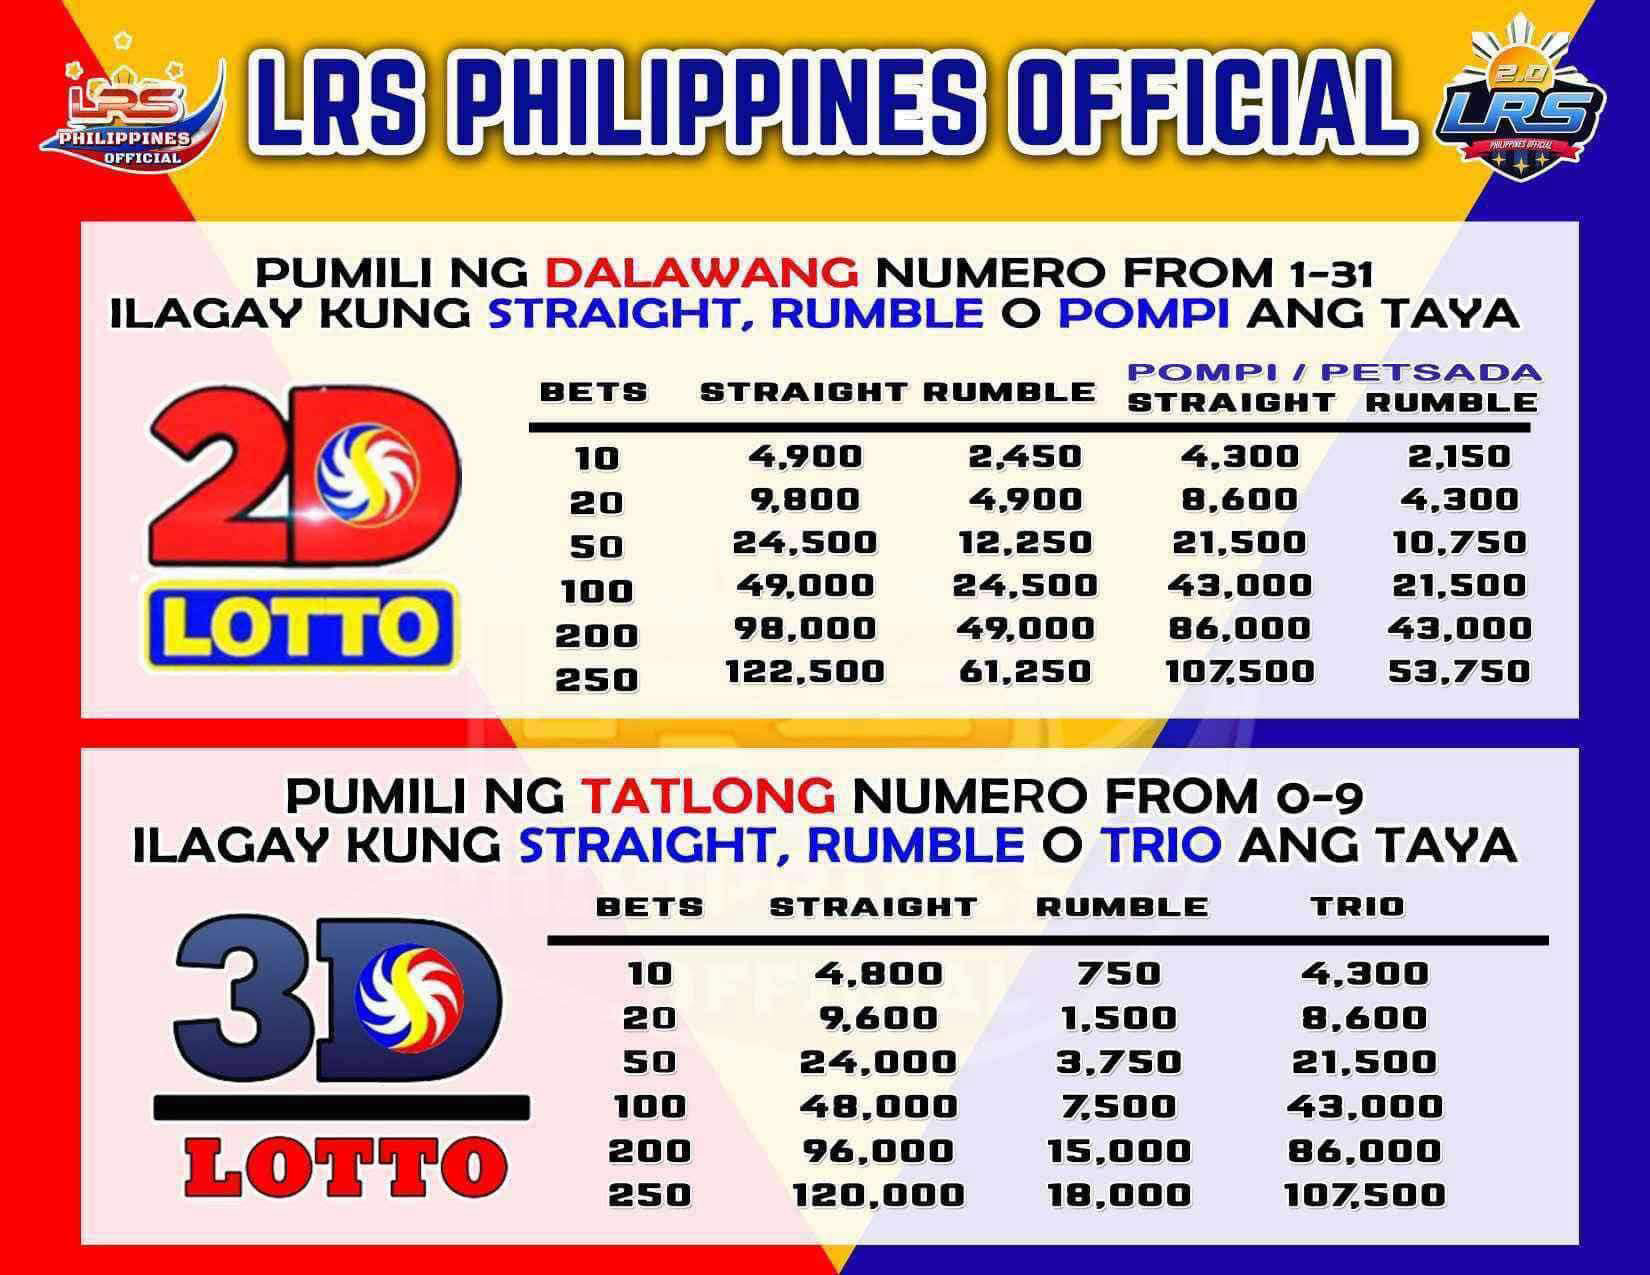 LRS
PHILIPPINES
OFFICIAL
LRS PHILIPPINES OFFICIAL
2.0
LRS
PHILIPPINES OFFICIAL
PUMILI NG DALAWANG NUMERO FROM 1-31
ILAGAY KUNG STRAIGHT, RUMBLE O POMPI ANG TAYA
2D
LOTTO
POMPI / PETSADA
BETS STRAIGHT RUMBLE STRAIGHT RUMBLE
10 4,900 2,450 4,300 2,150
20 9,800 4,900 8,600 4,300
50 24,500 12,250 21,500 10,750
100 49,000 24,500 43,000 21,500
200 98,000 49,000 86,000 43,000
250 122,500 61,250 107,500 53,750
PUMILI NG TATLONG NUMERO FROM 0-9
ILAGAY KUNG STRAIGHT, RUMBLE O TRIO ANG TAYA
3D
LOTTO
BETS STRAIGHT RUMBLE TRIO
10 4,800 750 4,300
20 9,600 1,500 8,600
50 24,000 3,750 21,500
100 48,000 7,500 43,000
200 96,000 15,000 86,000
250 120,000 18,000 107,500